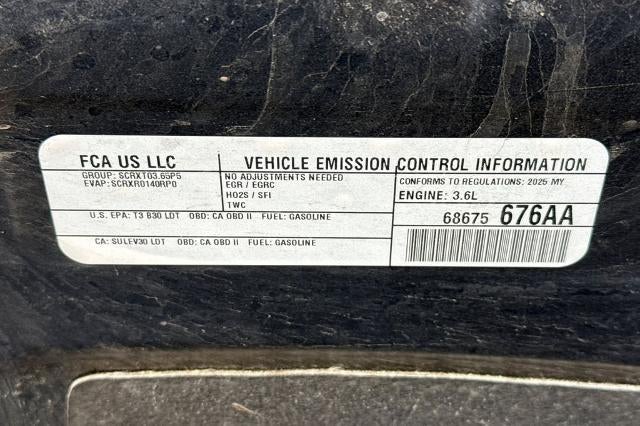 FCA US LLC
VEHICLE EMISSION CONTROL INFORMATION
GROUP: SCRXT03.65P5
EVAP: SCRXR0140RP0
NO ADJUSTMENTS NEEDED
EGR / EGRC
HO2S / SFI
TWC
CONFORMS TO REGULATIONS: 2025 MY
ENGINE: 3.6L
U.S. EPA: T3 B30 LDT OBD: CA OBD II FUEL: GASOLINE
68675 676AA
CA: SULEV30 LDT OBD: CA OBD II FUEL: GASOLINE